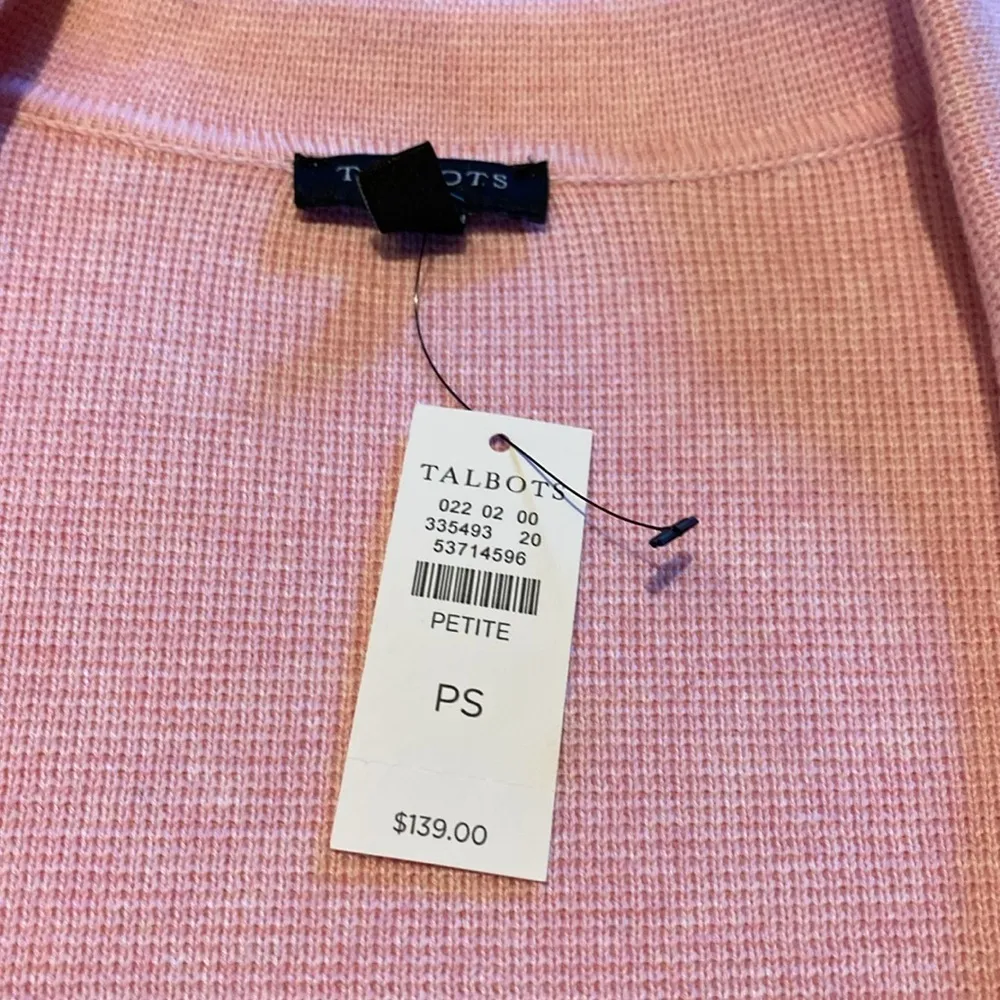 TALBOTS
022 02 00
335493 20
53714596
PETITE
PS
$139.00